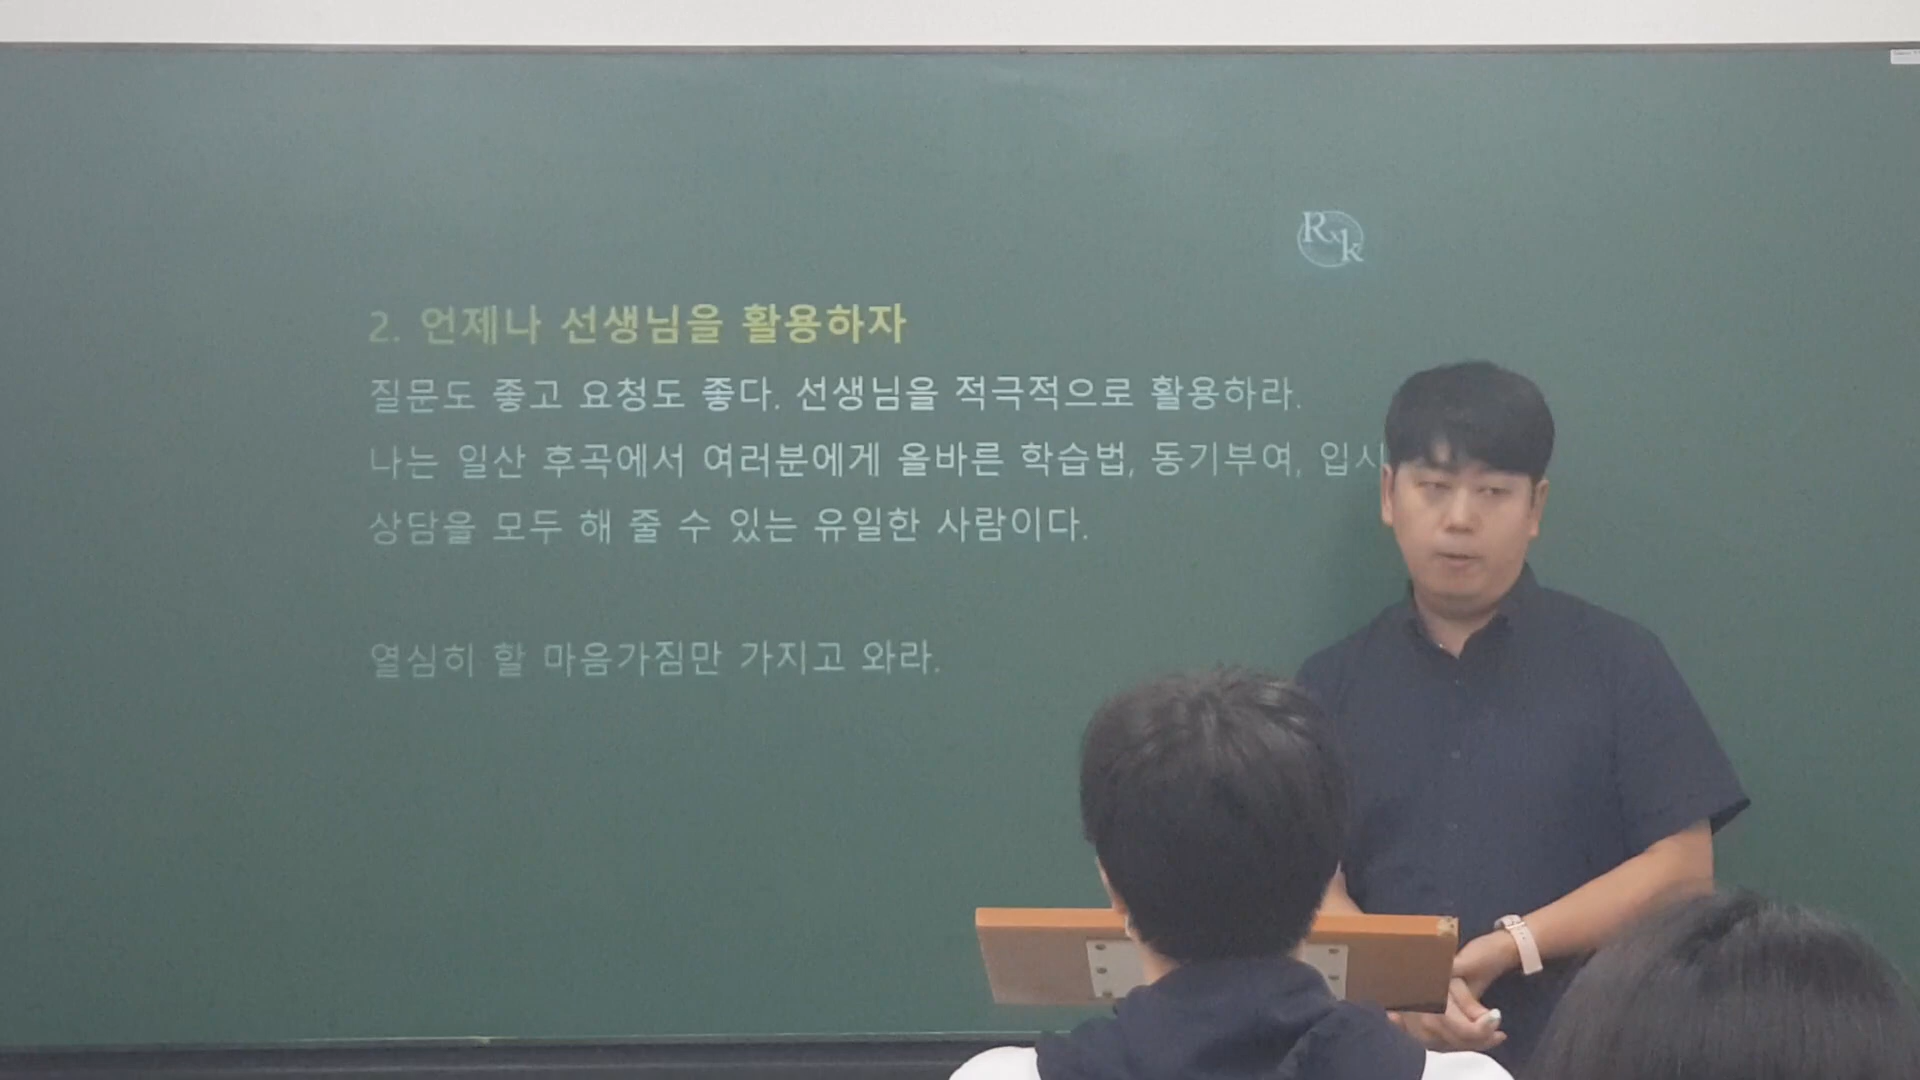 R k
2. 언제나 선생님을 활용하자
질문도 좋고 요청도 좋다. 선생님을 적극적으로 활용하라.
나는 일산 후곡에서 여러분에게 올바른 학습법, 동기부여, 입시
상담을 모두 해 줄 수 있는 유일한 사람이다.
열심히 할 마음가짐만 가지고 와라.